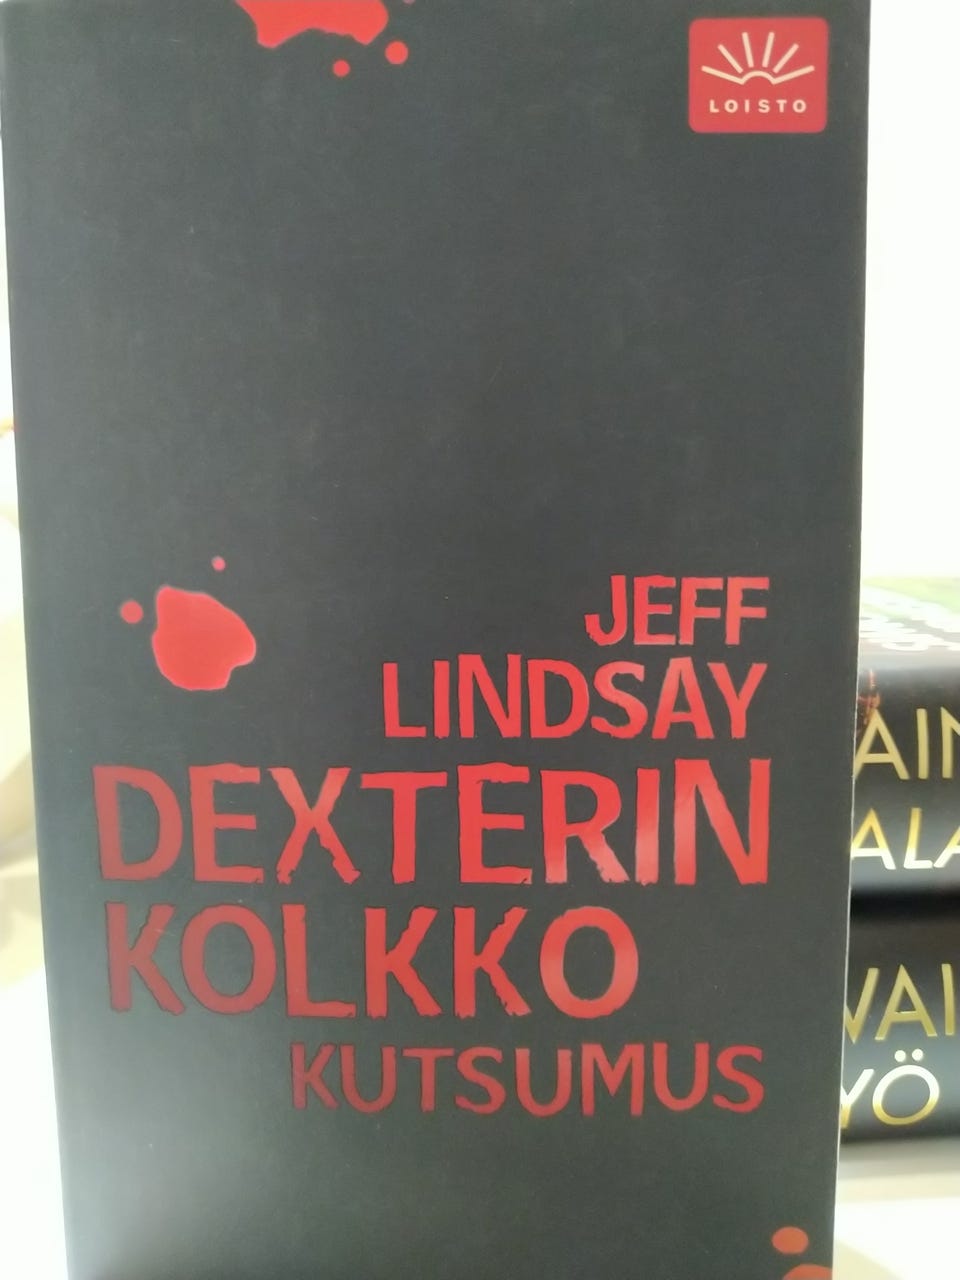 LOISTO
JEFF
LINDSAY
DEXTERIN
KOLKKO
KUTSUMUS